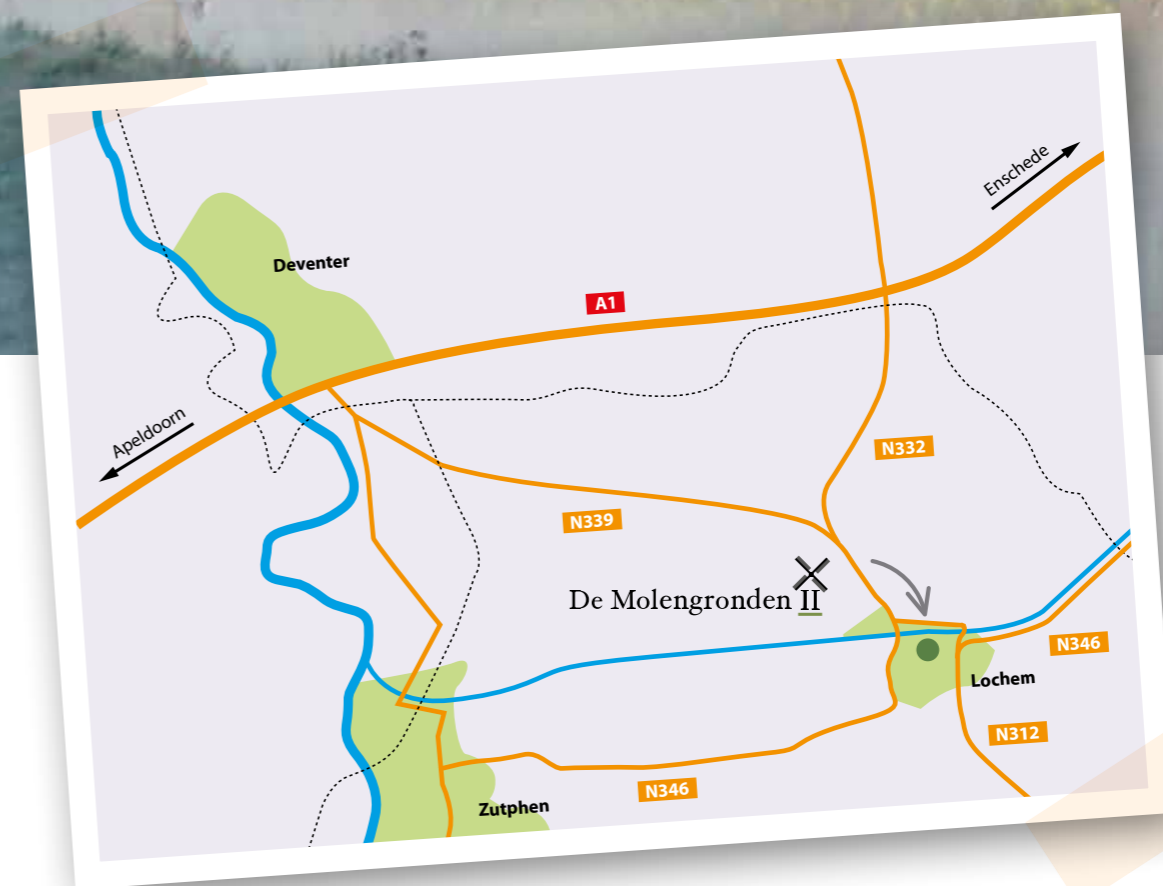 Enschede
Deventer
A1
Apeldoorn
N332
N339
De Molengronden II
N346
Lochem
N312
N346
Zutphen